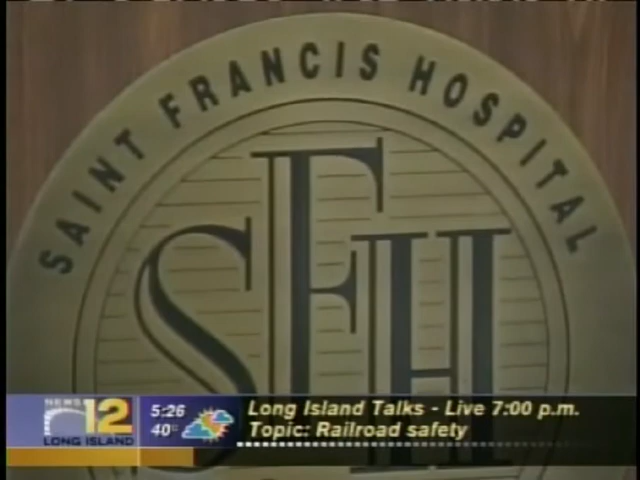 SAINT FRANCIS HOSPITAL
SFH
NEWS 12
LONG ISLAND
5:26
40°
Long Island Talks - Live 7:00 p.m.
Topic: Railroad safety